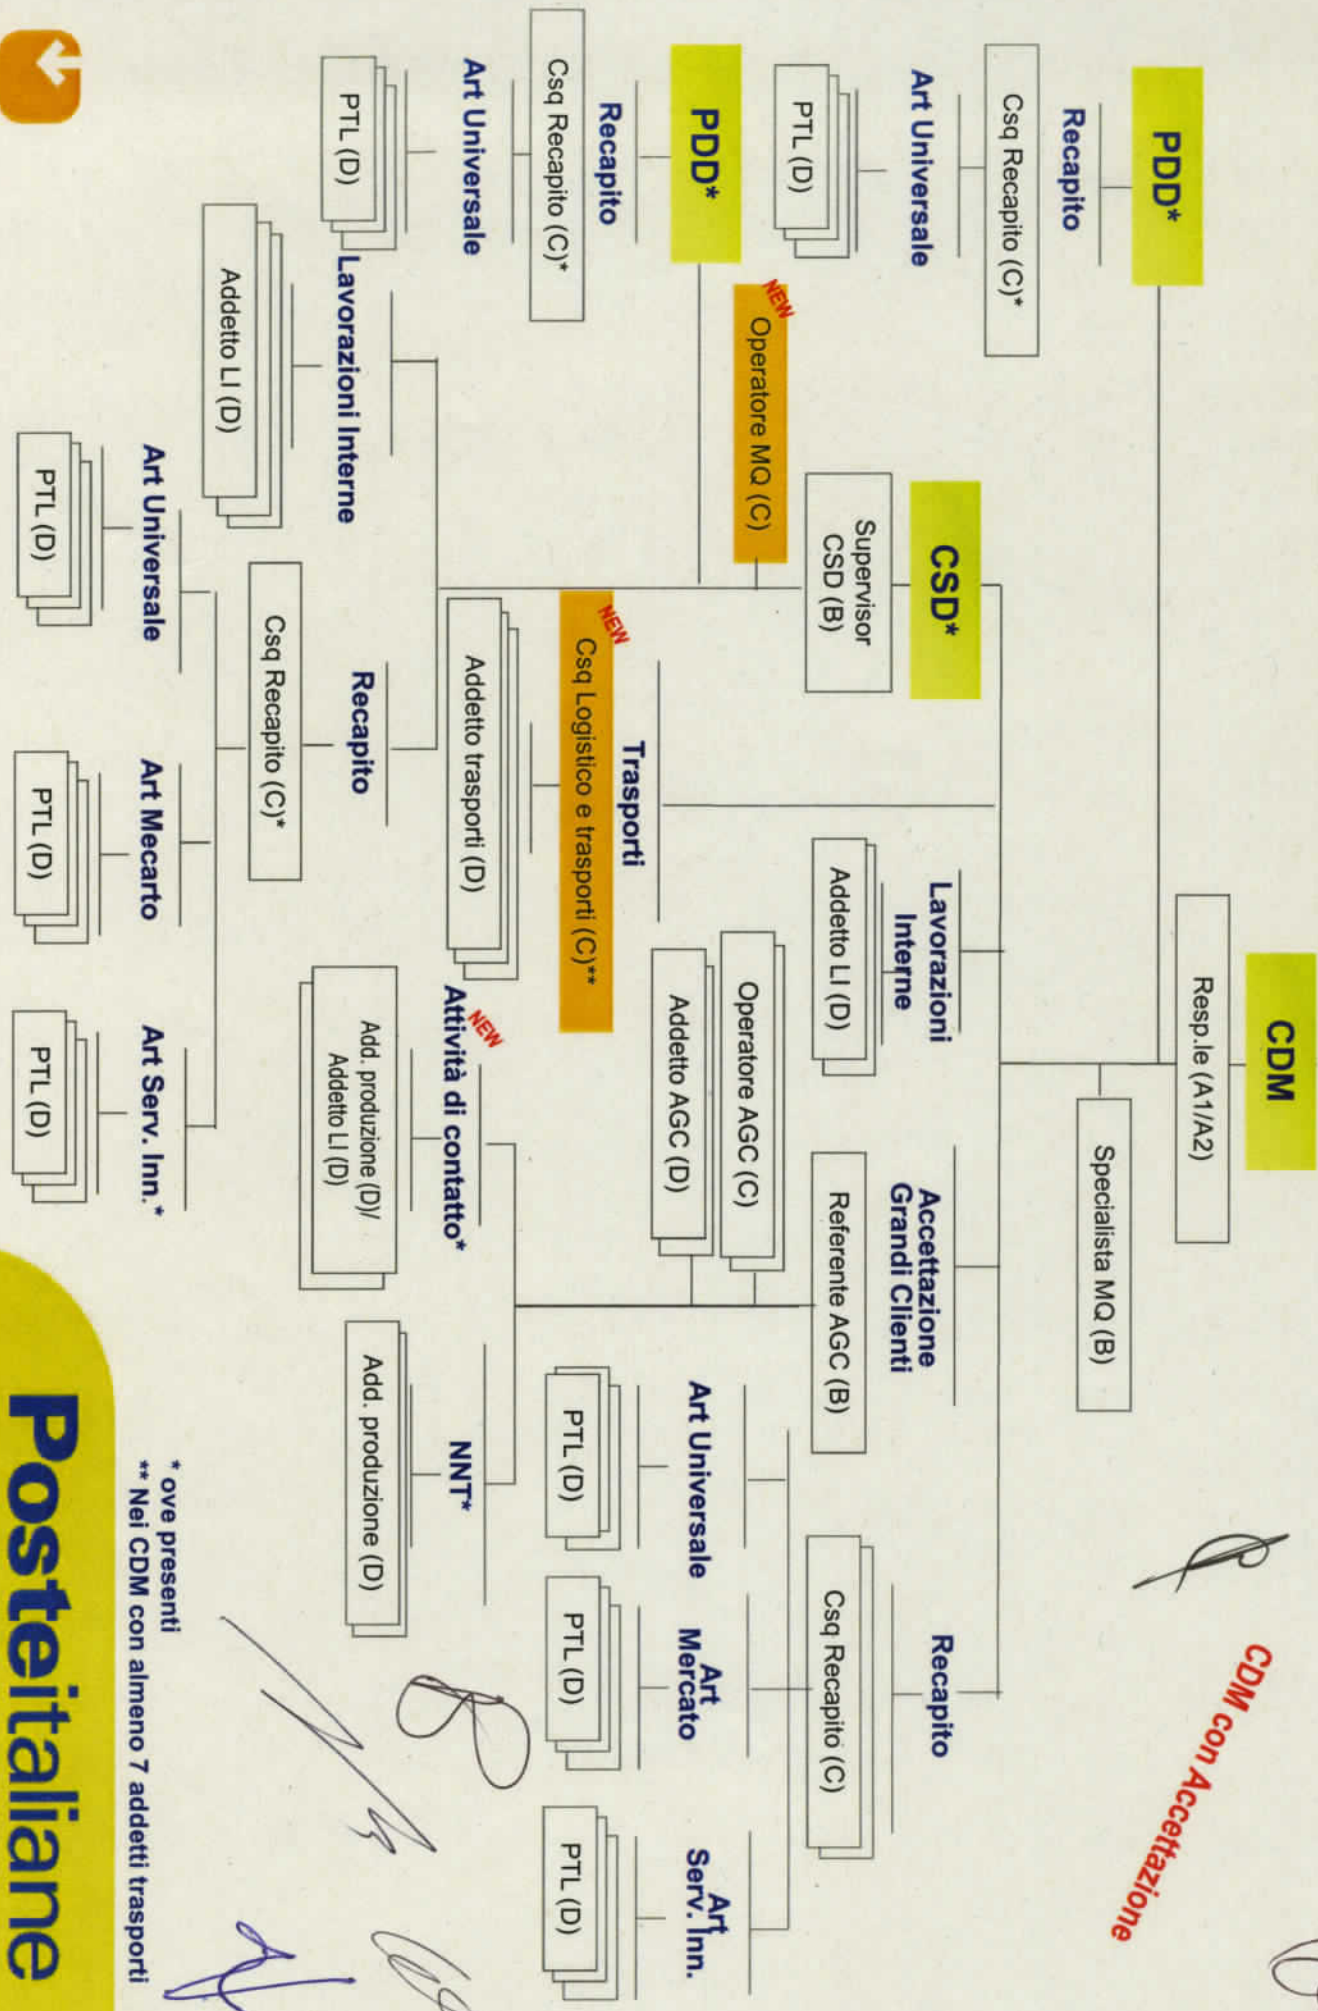 CDM con Accettazione
CDM
Resp.le (A1/A2)
Specialista MQ (B)
PDD*
Recapito
Csq Recapito (C)*
Art Universale
PTL (D)
CSD*
Supervisor
CSD (B)
NEW
Operatore MQ (C)
PDD*
Recapito
Csq Recapito (C)*
Art Universale
PTL (D)
Lavorazioni Interne
Addetto LI (D)
Recapito
Csq Recapito (C)*
Art Universale
PTL (D)
Art Mecarto
PTL (D)
Art Serv. Inn.*
PTL (D)
Trasporti
NEW
Csq Logistico e trasporti (C)**
Addetto trasporti (D)
Lavorazioni
Interne
Addetto LI (D)
Accettazione
Grandi Clienti
Referente AGC (B)
Operatore AGC (C)
Addetto AGC (D)
NEW
Attività di contatto*
Add. produzione (D)/
Addetto LI (D)
NNT*
Add. produzione (D)
Recapito
Csq Recapito (C)
Art Universale
PTL (D)
Art
Mercato
PTL (D)
Art
Serv. Inn.
PTL (D)
* ove presenti
** Nei CDM con almeno 7 addetti trasporti
Posteitaliane